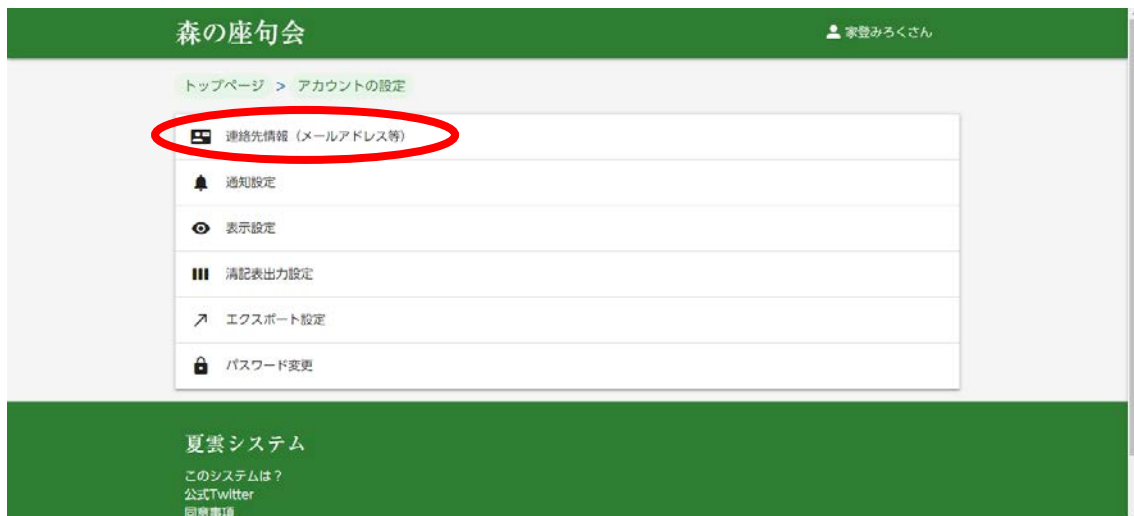 森の座句会
家登みろくさん
トップページ > アカウントの設定
連絡先情報（メールアドレス等）
通知設定
表示設定
清記表出力設定
エクスポート設定
パスワード変更
夏雲システム
このシステムは？
公式Twitter
同意事項